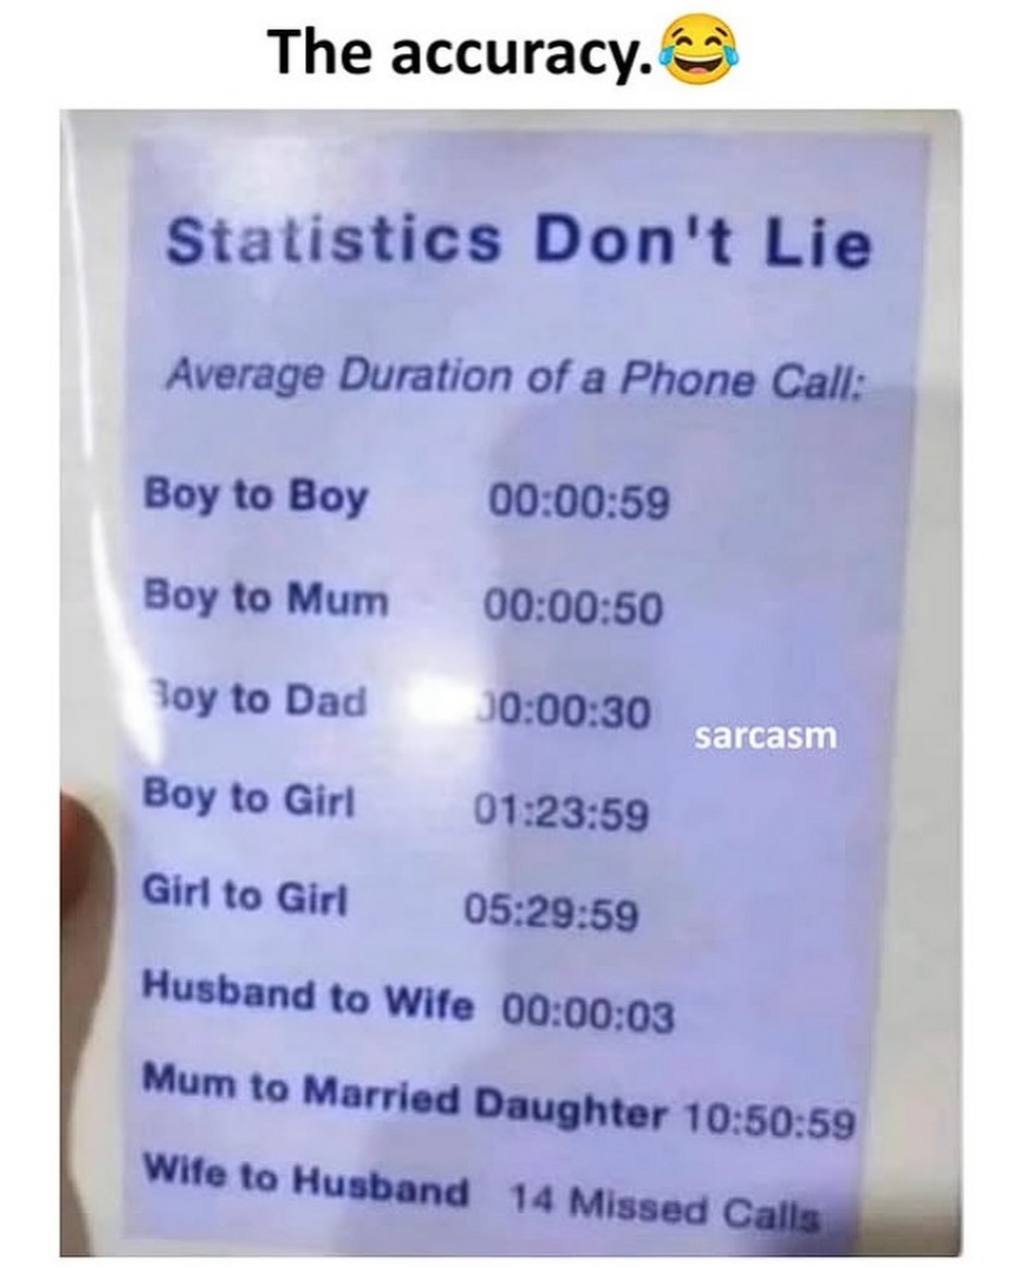 The accuracy.😂
Statistics Don't Lie
Average Duration of a Phone Call:
Boy to Boy 00:00:59
Boy to Mum 00:00:50
Boy to Dad 00:00:30
sarcasm
Boy to Girl 01:23:59
Girl to Girl 05:29:59
Husband to Wife 00:00:03
Mum to Married Daughter 10:50:59
Wife to Husband 14 Missed Calls